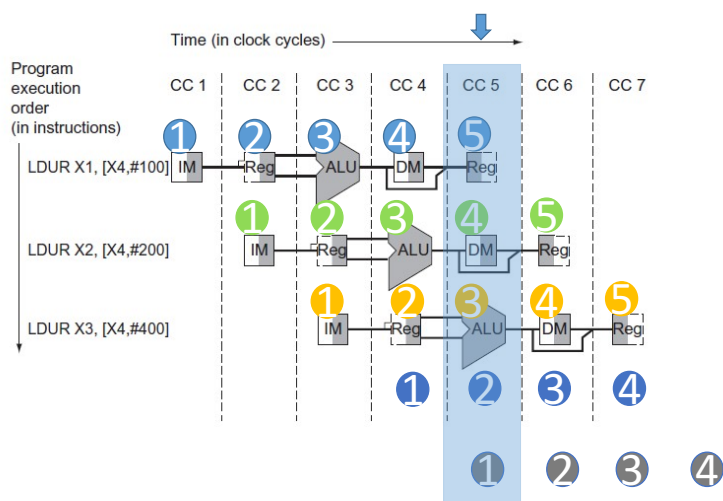 Time (in clock cycles)
Program
execution
order
(in instructions)
CC 1 CC 2 CC 3 CC 4 CC 5 CC 6 CC 7
1 2 3 4 5
LDUR X1, [X4,#100] IM Reg ALU DM Reg
1 2 3 4 5
LDUR X2, [X4,#200] IM Reg ALU DM Reg
1 2 3 4 5
LDUR X3, [X4,#400] IM Reg ALU DM Reg
1 2 3 4
1 2 3 4